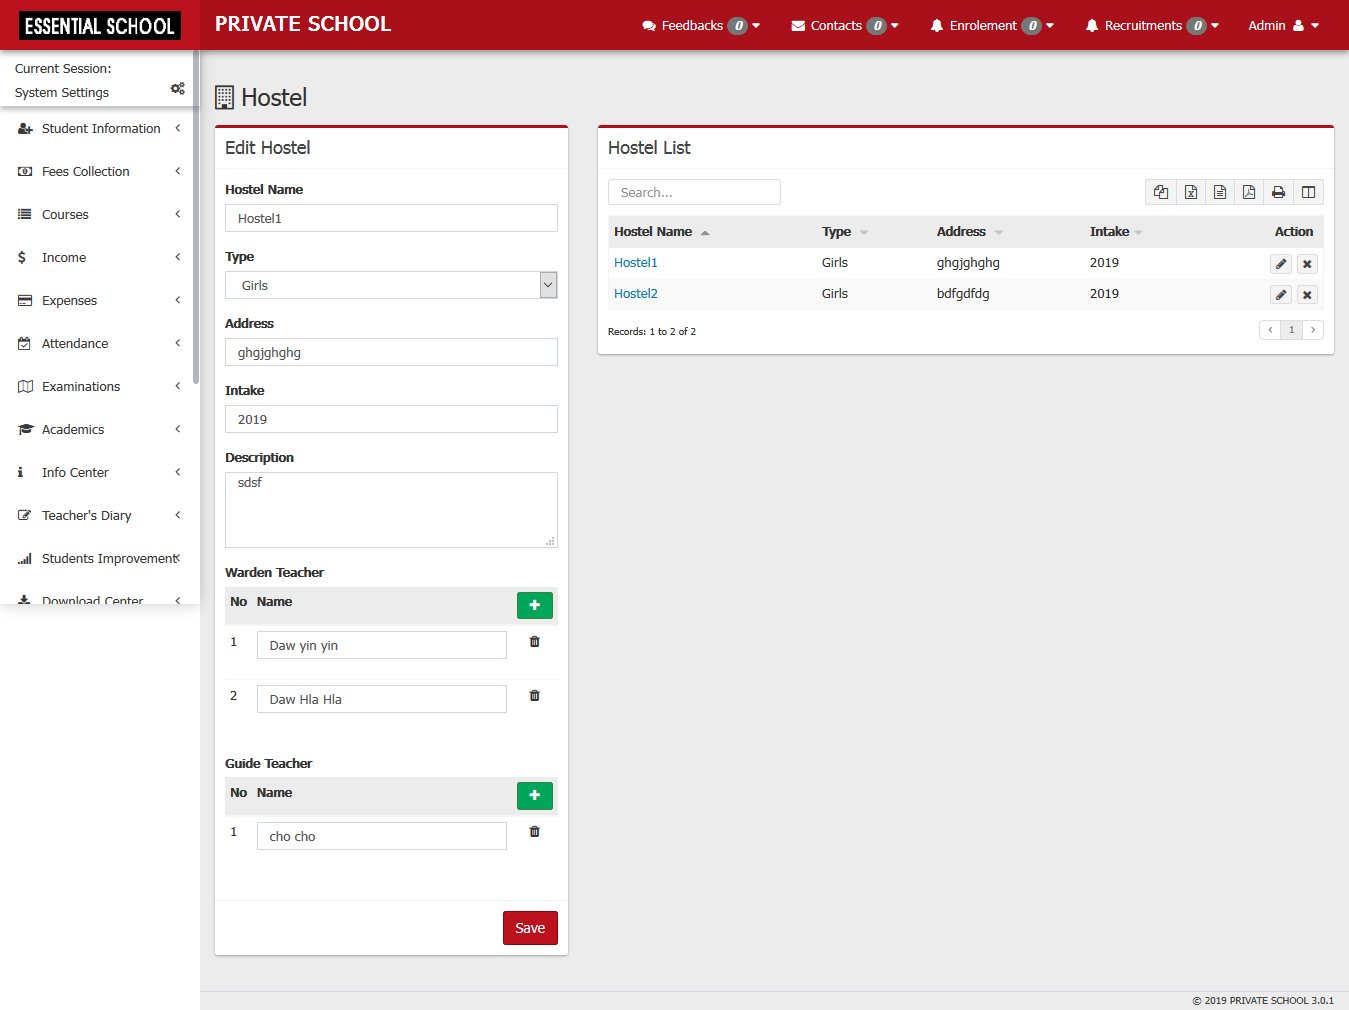 ESSENTIAL SCHOOL
PRIVATE SCHOOL
Feedbacks 0
Contacts 0
Enrolement 0
Recruitments 0
Admin
Current Session:
System Settings
Student Information
Fees Collection
Courses
Income
Expenses
Attendance
Examinations
Academics
Info Center
Teacher's Diary
Students Improvement
Download Center
Hostel
Edit Hostel
Hostel Name
Hostel1
Type
Girls
Address
ghgjghghg
Intake
2019
Description
sdsf
Warden Teacher
No Name
1 Daw yin yin
2 Daw Hla Hla
Guide Teacher
No Name
1 cho cho
Save
Hostel List
Search...
Hostel Name Type Address Intake Action
Hostel1 Girls ghgjghghg 2019
Hostel2 Girls bdfgdfdg 2019
Records: 1 to 2 of 2
1
© 2019 PRIVATE SCHOOL 3.0.1